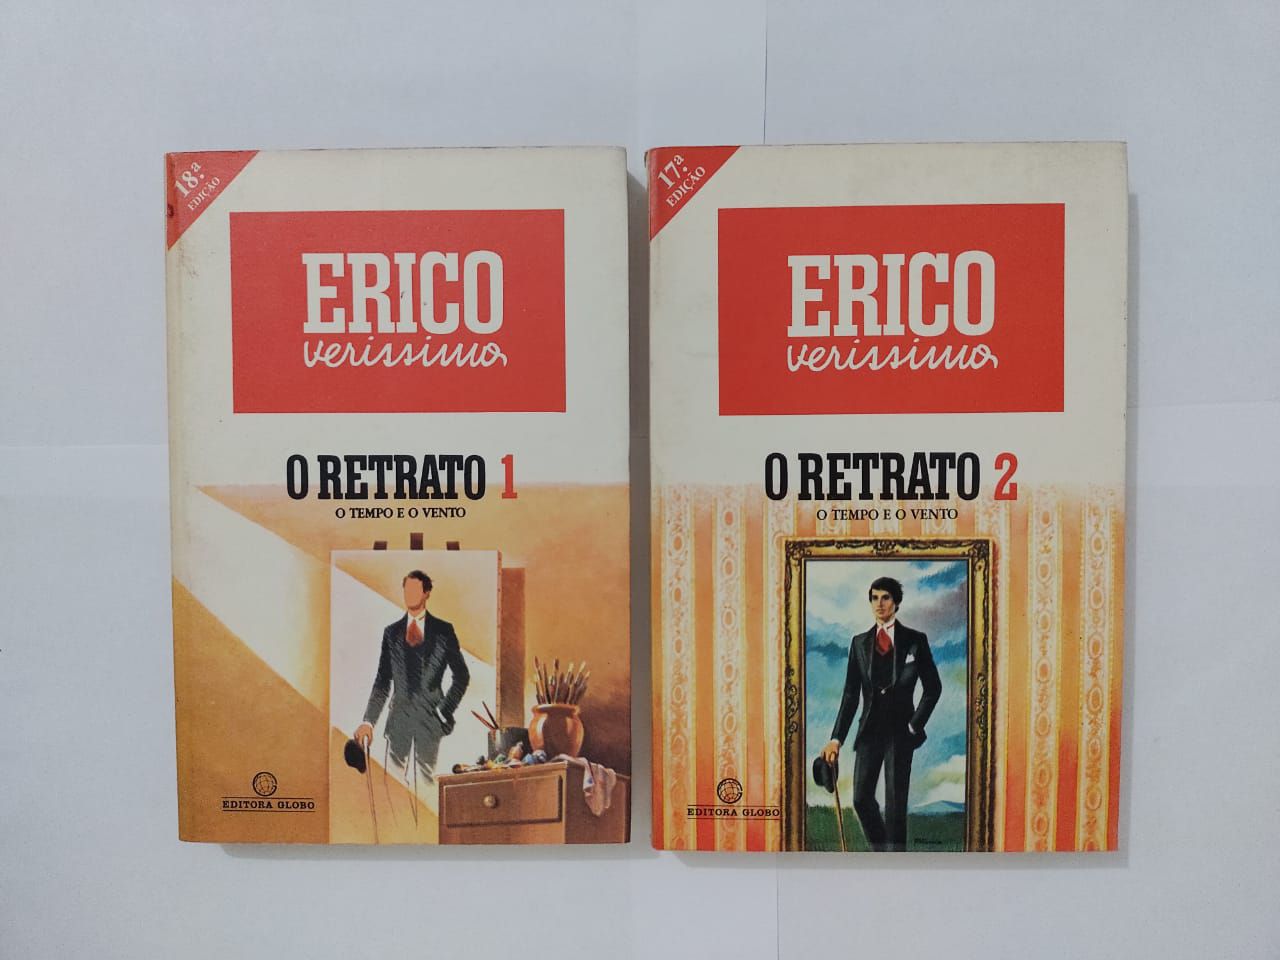 18.ª
EDIÇÃO
ERICO
verissimo
O RETRATO 1
O TEMPO E O VENTO
EDITORA GLOBO
17.ª
EDIÇÃO
ERICO
verissimo
O RETRATO 2
O TEMPO E O VENTO
EDITORA GLOBO